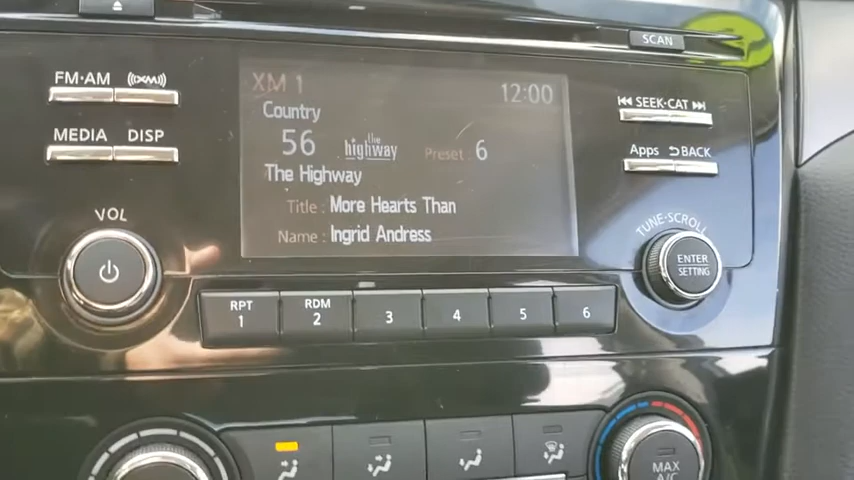 SCAN
FM·AM ((XM))
MEDIA DISP
VOL
XM 1 12:00
Country
56 the highway Preset : 6
The Highway
Title : More Hearts Than
Name : Ingrid Andress
SEEK·CAT
Apps BACK
TUNE·SCROLL
ENTER
SETTING
RPT RDM
1 2 3 4 5 6
MAX
A/C